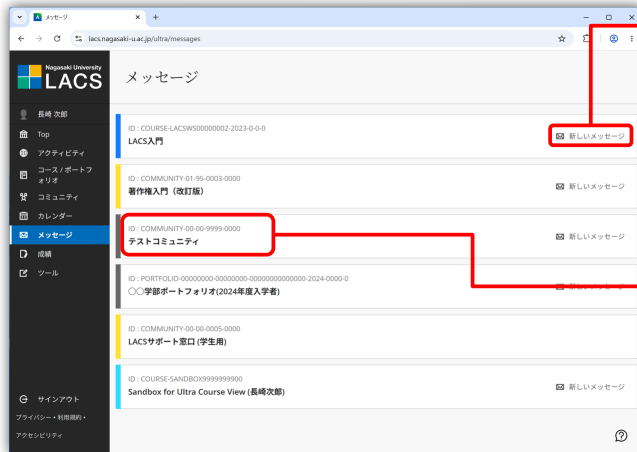 メッセージ
lacs.nagasaki-u.ac.jp/ultra/messages
Nagasaki University
LACS
メッセージ
長崎 次郎
Top
アクティビティ
コース / ポートフ
ォリオ
コミュニティ
カレンダー
メッセージ
成績
ツール
サインアウト
プライバシー・利用規約・
アクセシビリティ
ID : COURSE-LACSWS00000002-2023-0-0-0
LACS入門
新しいメッセージ
ID : COMMUNITY-01-95-0003-0000
著作権入門（改訂版）
新しいメッセージ
ID : COMMUNITY-00-00-9999-0000
テストコミュニティ
新しいメッセージ
ID : PORTFOLIO-00000000-00000000-00000000000000-2024-0000-0
○○学部ポートフォリオ(2024年度入学者)
新しいメッセージ
ID : COMMUNITY-00-00-0005-0000
LACSサポート窓口 (学生用)
ID : COURSE-SANDBOX9999999900
Sandbox for Ultra Course View (長崎次郎)
新しいメッセージ